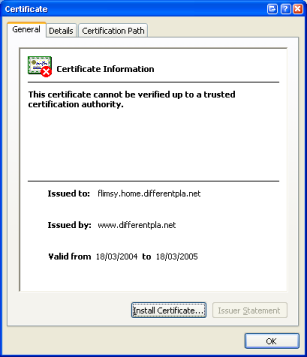 Certificate
General Details Certification Path
Certificate Information
This certificate cannot be verified up to a trusted
certification authority.
Issued to: flimsy.home.differentpla.net
Issued by: www.differentpla.net
Valid from 18/03/2004 to 18/03/2005
Install Certificate... Issuer Statement
OK